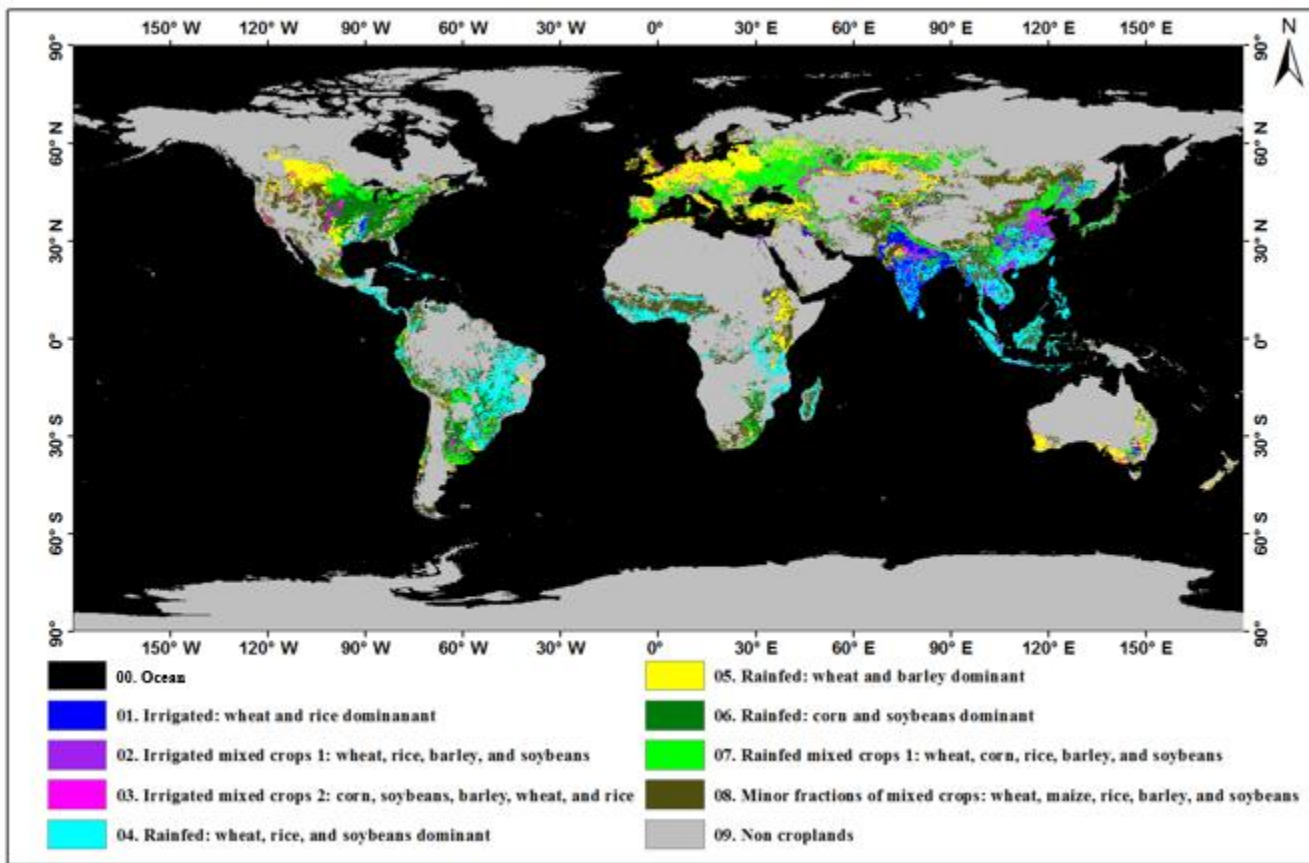 150° W 120° W 90° W 60° W 30° W 0° 30° E 60° E 90° E 120° E 150° E
N
90° 90°
60° N 60° N
30° N 30° N
0° 0°
30° S 30° S
60° S 60° S
90° 90°
150° W 120° W 90° W 60° W 30° W 0° 30° E 60° E 90° E 120° E 150° E
00. Ocean
01. Irrigated: wheat and rice dominanant
02. Irrigated mixed crops 1: wheat, rice, barley, and soybeans
03. Irrigated mixed crops 2: corn, soybeans, barley, wheat, and rice
04. Rainfed: wheat, rice, and soybeans dominant
05. Rainfed: wheat and barley dominant
06. Rainfed: corn and soybeans dominant
07. Rainfed mixed crops 1: wheat, corn, rice, barley, and soybeans
08. Minor fractions of mixed crops: wheat, maize, rice, barley, and soybeans
09. Non croplands